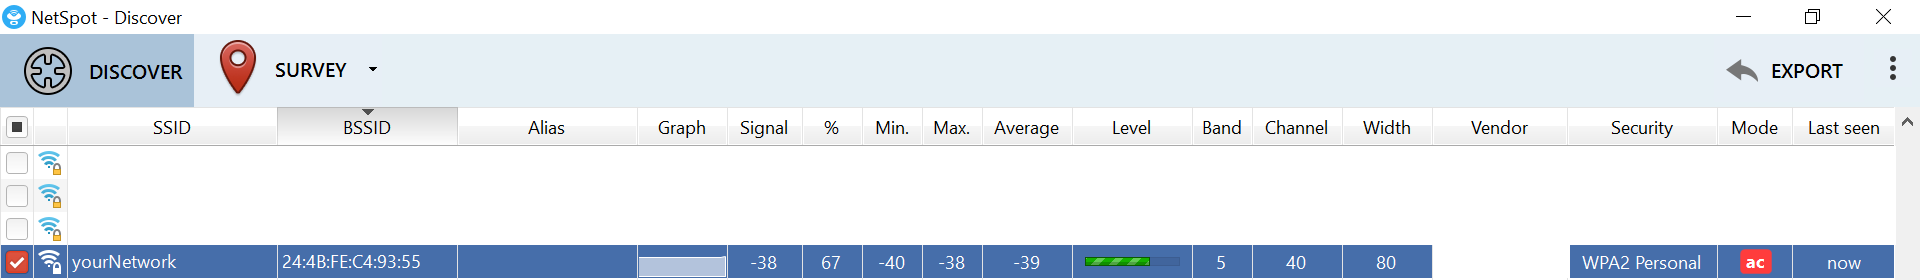 NetSpot - Discover
DISCOVER SURVEY EXPORT
SSID BSSID Alias Graph Signal % Min. Max. Average Level Band Channel Width Vendor Security Mode Last seen
yourNetwork 24:4B:FE:C4:93:55 -38 67 -40 -38 -39 5 40 80 WPA2 Personal ac now